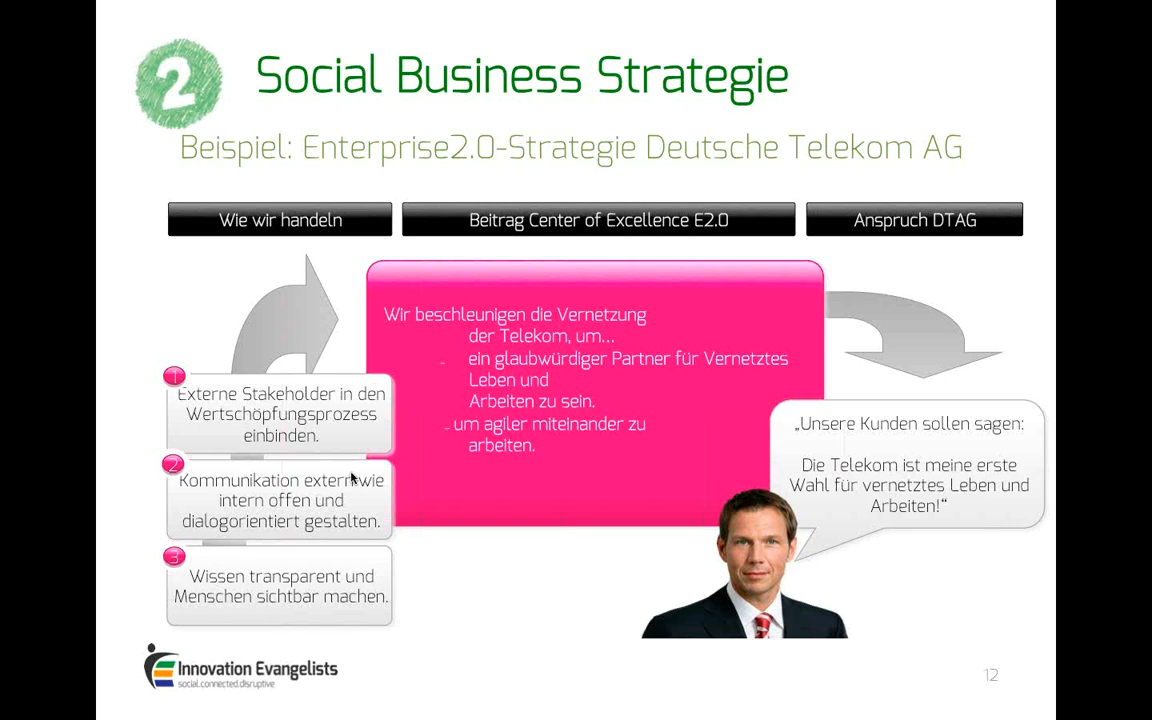 2
Social Business Strategie
Beispiel: Enterprise2.0-Strategie Deutsche Telekom AG
Wie wir handeln
Beitrag Center of Excellence E2.0
Anspruch DTAG
Wir beschleunigen die Vernetzung
der Telekom, um...
- ein glaubwürdiger Partner für Vernetztes
Leben und
Arbeiten zu sein.
- um agiler miteinander zu
arbeiten.
1
Externe Stakeholder in den
Wertschöpfungsprozess
einbinden.
2
Kommunikation extern wie
intern offen und
dialogorientiert gestalten.
3
Wissen transparent und
Menschen sichtbar machen.
„Unsere Kunden sollen sagen:
Die Telekom ist meine erste
Wahl für vernetztes Leben und
Arbeiten!“
Innovation Evangelists
social.connected.disruptive
12